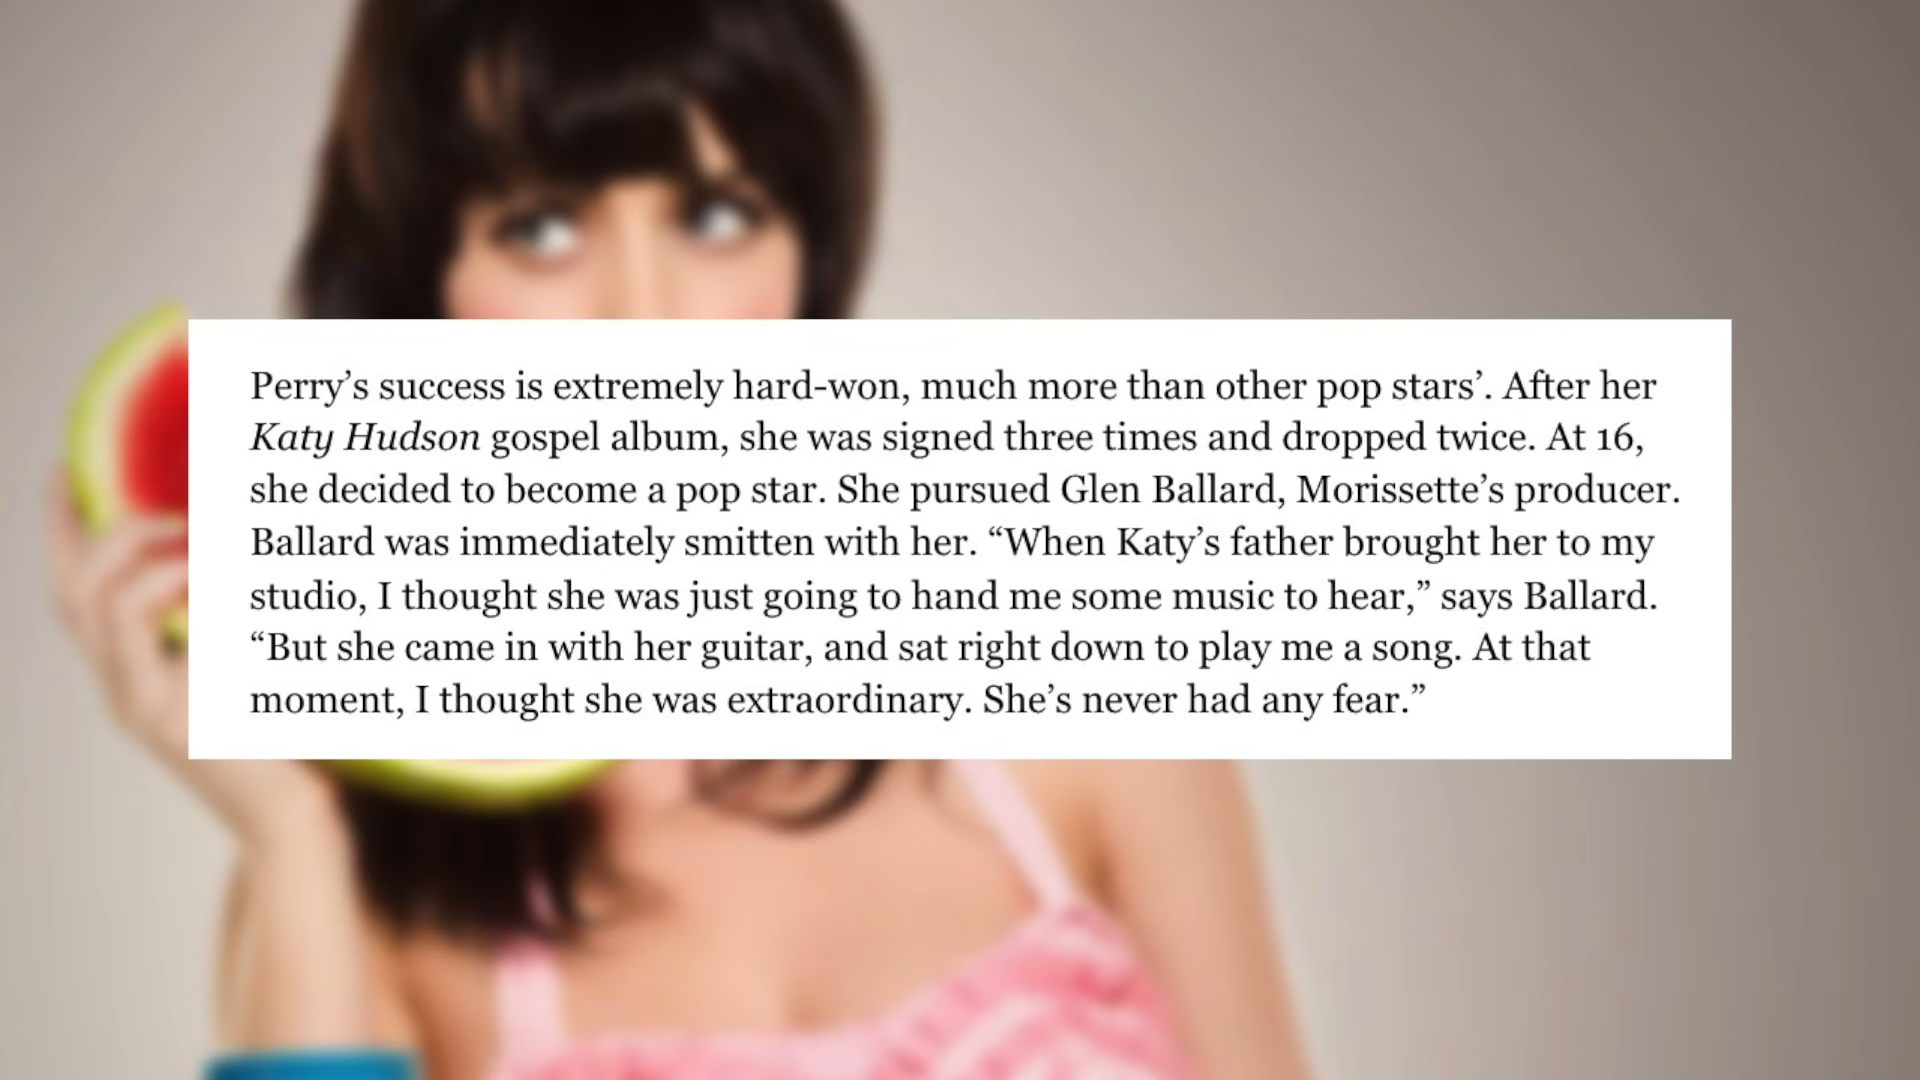 Perry’s success is extremely hard-won, much more than other pop stars’. After her
Katy Hudson gospel album, she was signed three times and dropped twice. At 16,
she decided to become a pop star. She pursued Glen Ballard, Morissette’s producer.
Ballard was immediately smitten with her. “When Katy’s father brought her to my
studio, I thought she was just going to hand me some music to hear,” says Ballard.
“But she came in with her guitar, and sat right down to play me a song. At that
moment, I thought she was extraordinary. She’s never had any fear.”